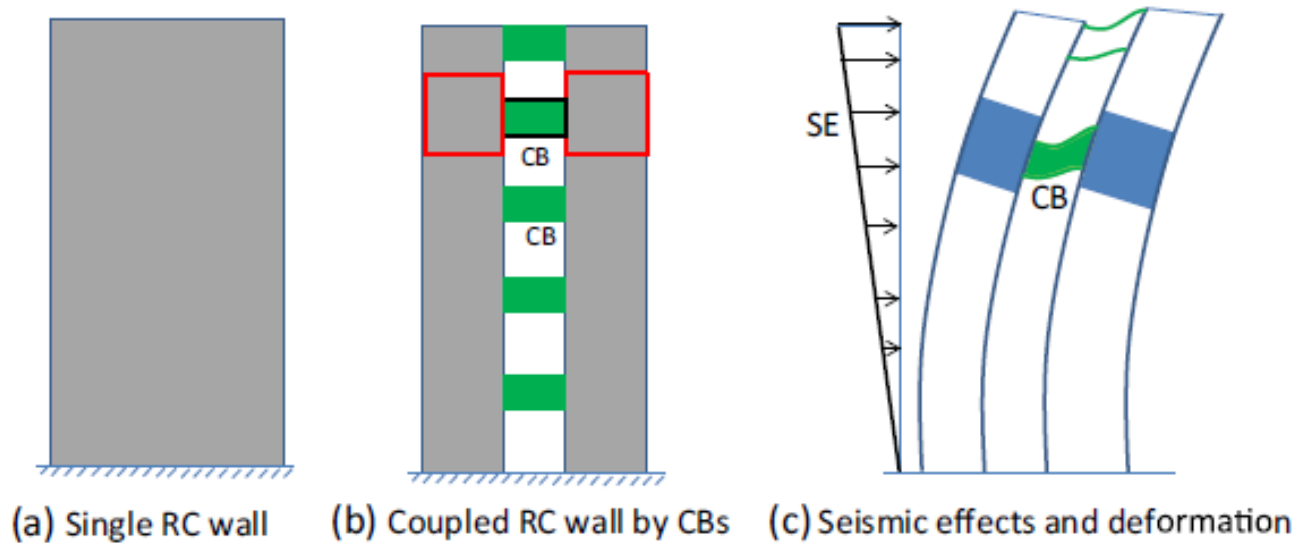 SE
CB
CB
CB
(a) Single RC wall
(b) Coupled RC wall by CBs
(c) Seismic effects and deformation